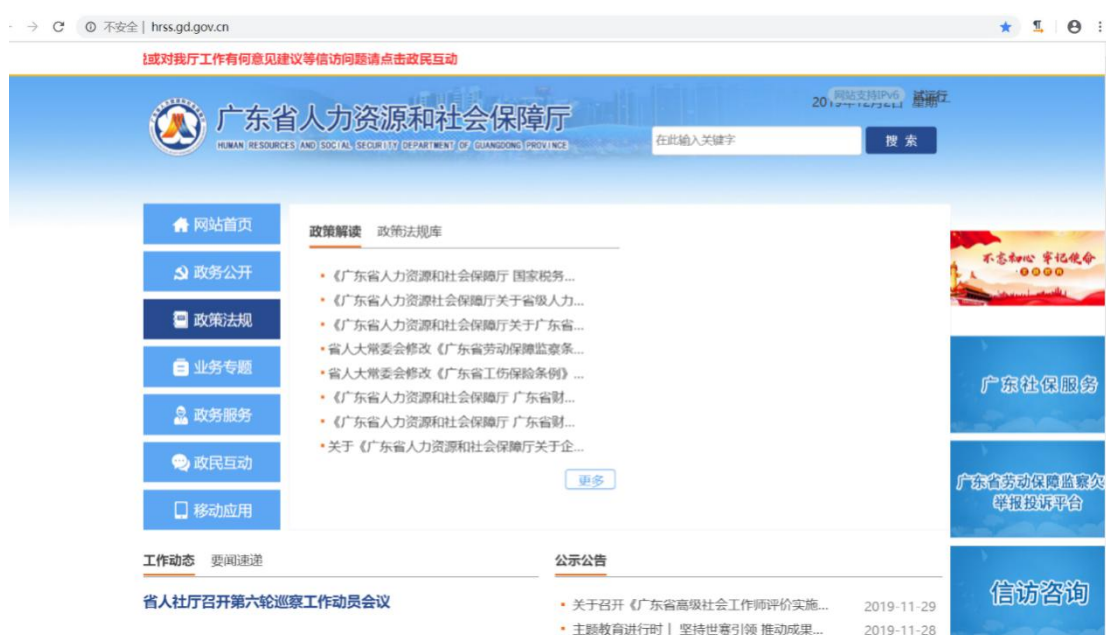 不安全 | hrss.gd.gov.cn
或对我厅工作有何意见建议等信访问题请点击政民互动
网站支持IPv6 试运行
广东省人力资源和社会保障厅
HUMAN RESOURCES AND SOCIAL SECURITY DEPARTMENT OF GUANGDONG PROVINCE
在此输入关键字
搜 索
网站首页
政务公开
政策法规
业务专题
政务服务
政民互动
移动应用
政策解读 政策法规库
• 《广东省人力资源和社会保障厅 国家税务...
• 《广东省人力资源社会保障厅关于省级人力...
• 《广东省人力资源和社会保障厅关于广东省...
• 省人大常委会修改《广东省劳动保障监察条...
• 省人大常委会修改《广东省工伤保险条例》...
• 《广东省人力资源和社会保障厅 广东省财...
• 《广东省人力资源和社会保障厅 广东省财...
• 关于《广东省人力资源和社会保障厅关于企...
更多
不忘初心 牢记使命
广东社保服务
广东省劳动保障监察欠
举报投诉平台
信访咨询
工作动态 要闻速递
省人社厅召开第六轮巡察工作动员会议
公示公告
• 关于召开《广东省高级社会工作师评价实施... 2019-11-29
• 主题教育进行时丨 坚持世赛引领 推动成果... 2019-11-28